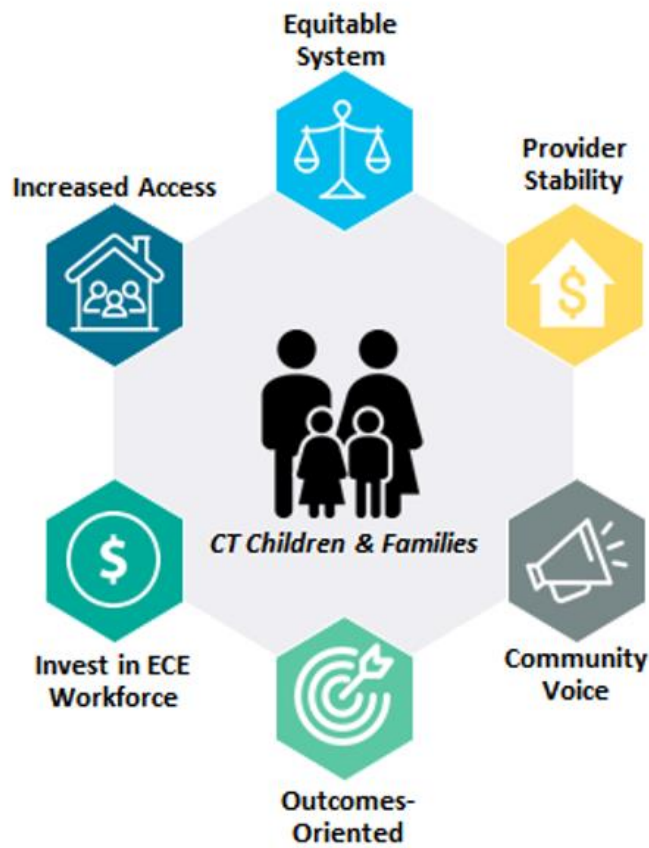 Equitable
System
Provider
Stability
Increased Access
$
CT Children & Families
$
Invest in ECE
Workforce
Community
Voice
Outcomes-
Oriented